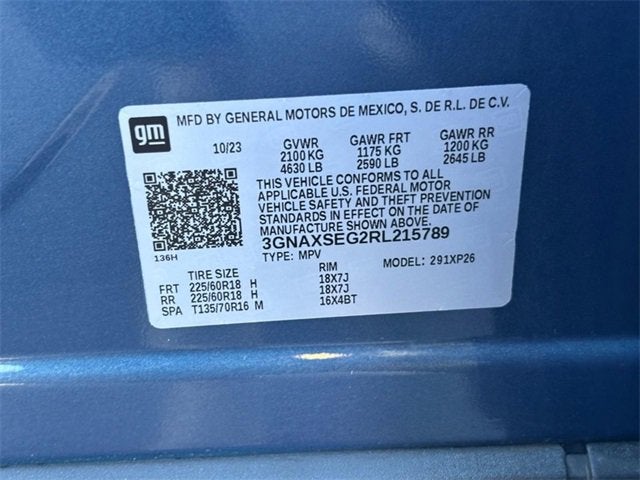 gm MFD BY GENERAL MOTORS DE MEXICO, S. DE R.L. DE C.V.
10/23 GVWR GAWR FRT GAWR RR
2100 KG 1175 KG 1200 KG
4630 LB 2590 LB 2645 LB
THIS VEHICLE CONFORMS TO ALL
APPLICABLE U.S. FEDERAL MOTOR
VEHICLE SAFETY AND THEFT PREVENTION
STANDARDS IN EFFECT ON THE DATE OF
MANUFACTURE SHOWN ABOVE.
3GNAXSEG2RL215789
136H TYPE: MPV MODEL: 291XP26
TIRE SIZE RIM
FRT 225/60R18 H 18X7J
RR 225/60R18 H 18X7J
SPA T135/70R16 M 16X4BT